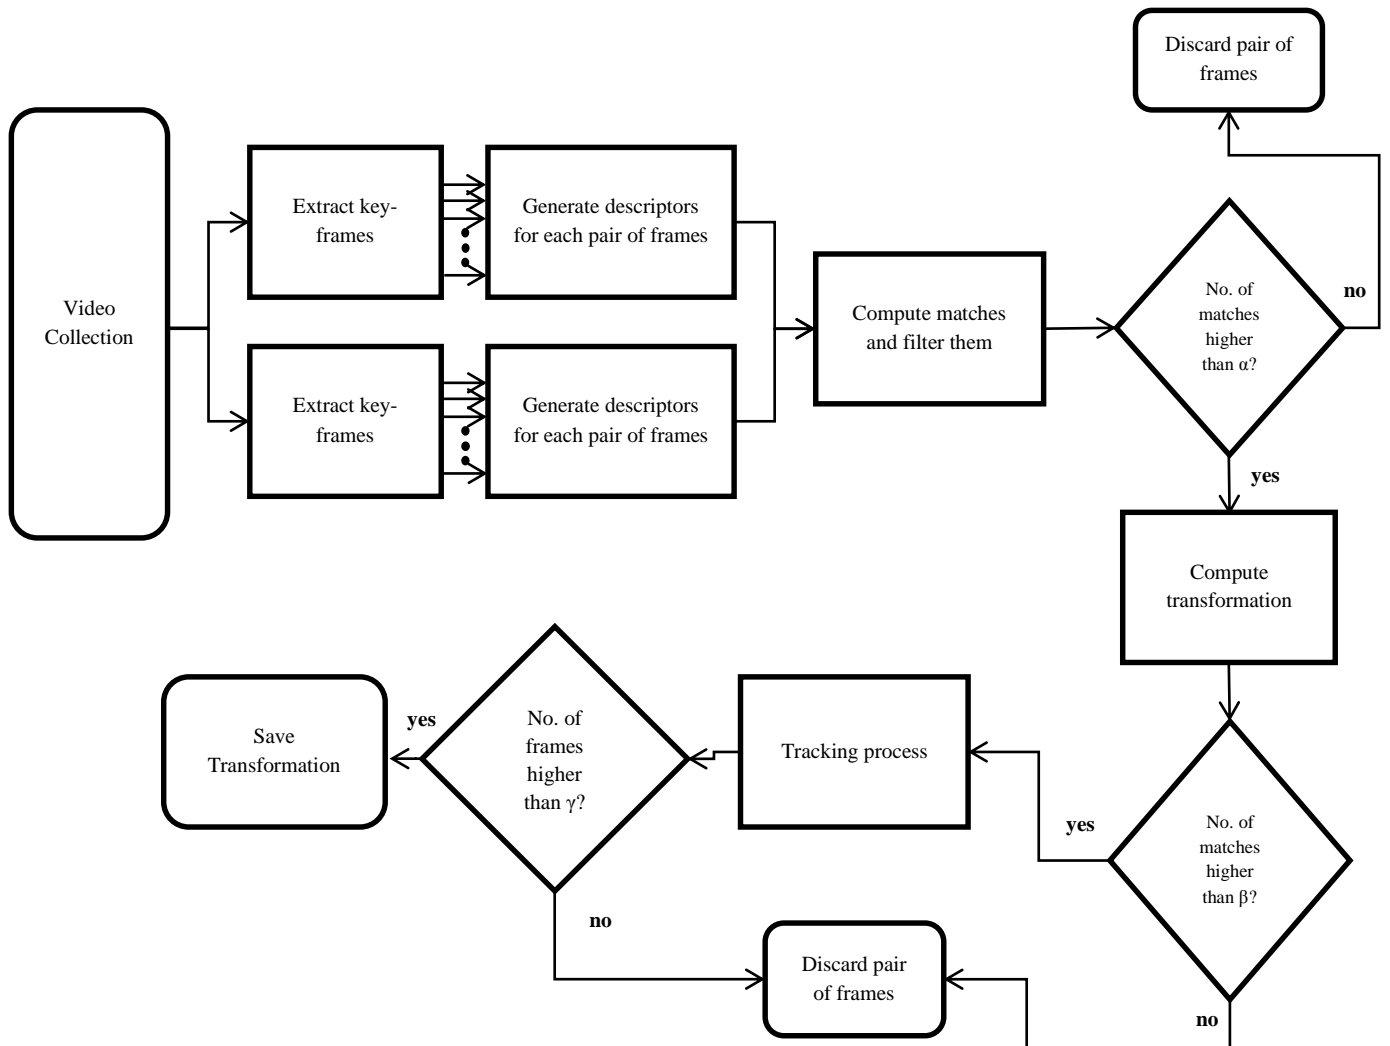 Discard pair of
frames
Video
Collection
Extract key-
frames
Generate descriptors
for each pair of frames
Extract key-
frames
Generate descriptors
for each pair of frames
Compute matches
and filter them
No. of
matches
higher
than α?
no
yes
Compute
transformation
No. of
matches
higher
than β?
yes
no
Tracking process
No. of
frames
higher
than γ?
yes
no
Save
Transformation
Discard pair
of frames